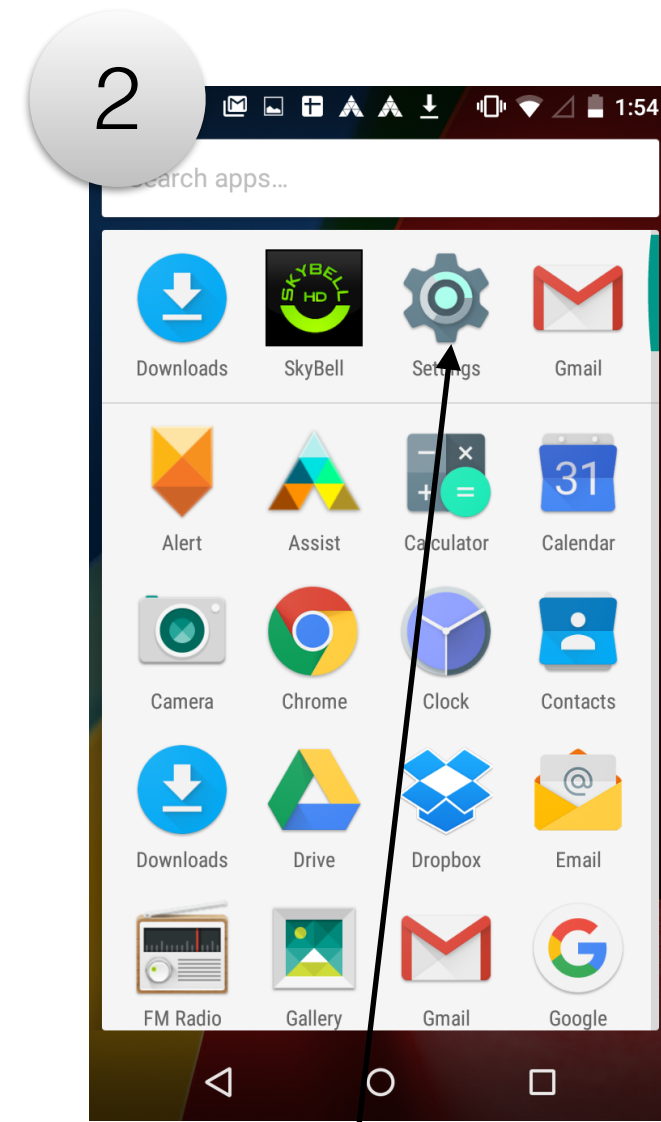 2
1:54
Search apps...
SKYBELL
HD
Downloads SkyBell Settings Gmail
31
Alert Assist Calculator Calendar
Camera Chrome Clock Contacts
@
Downloads Drive Dropbox Email
G
FM Radio Gallery Gmail Google